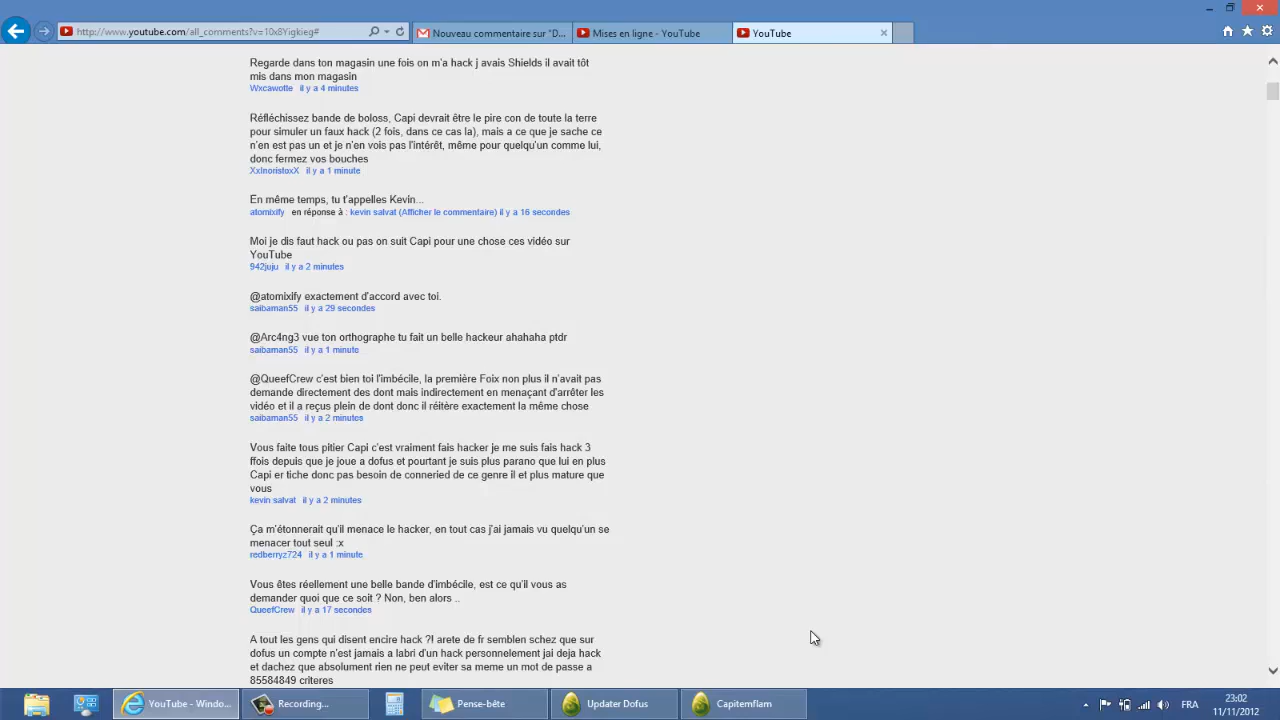 http://www.youtube.com/all_comments?v=10x8Yigkieg#
Nouveau commentaire sur "D...
Mises en ligne - YouTube
YouTube
Regarde dans ton magasin une fois on m'a hack j avais Shields il avait tôt
mis dans mon magasin
Wxcawotte il y a 4 minutes
Réfléchissez bande de boloss, Capi devrait être le pire con de toute la terre
pour simuler un faux hack (2 fois, dans ce cas la), mais a ce que je sache ce
n'en est pas un et je n'en vois pas l'intérêt, même pour quelqu'un comme lui,
donc fermez vos bouches
XxInoristoxX il y a 1 minute
En même temps, tu t'appelles Kevin...
atomixify en réponse à : kevin salvat (Afficher le commentaire) il y a 16 secondes
Moi je dis faut hack ou pas on suit Capi pour une chose ces vidéo sur
YouTube
942juju il y a 2 minutes
@atomixify exactement d'accord avec toi.
saibaman55 il y a 29 secondes
@Arc4ng3 vue ton orthographe tu fait un belle hackeur ahahaha ptdr
saibaman55 il y a 1 minute
@QueefCrew c'est bien toi l'imbécile, la première Foix non plus il n'avait pas
demande directement des dont mais indirectement en menaçant d'arrêter les
vidéo et il a reçus plein de dont donc il réitère exactement la même chose
saibaman55 il y a 2 minutes
Vous faite tous pitier Capi c'est vraiment fais hacker je me suis fais hack 3
ffois depuis que je joue a dofus et pourtant je suis plus parano que lui en plus
Capi er tiche donc pas besoin de conneried de ce genre il et plus mature que
vous
kevin salvat il y a 2 minutes
Ça m'étonnerait qu'il menace le hacker, en tout cas j'ai jamais vu quelqu'un se
menacer tout seul :x
redberryz724 il y a 1 minute
Vous êtes réellement une belle bande d'imbécile, est ce qu'il vous as
demander quoi que ce soit ? Non, ben alors ..
QueefCrew il y a 17 secondes
A tout les gens qui disent encire hack ?! arete de fr semblen schez que sur
dofus un compte n'est jamais a labri d'un hack personnelement jai deja hack
et dachez que absolument rien ne peut eviter sa meme un mot de passe a
85584849 criteres
YouTube - Windo...
Recording...
Pense-bête
Updater Dofus
Capitemflam
FRA
23:02
11/11/2012